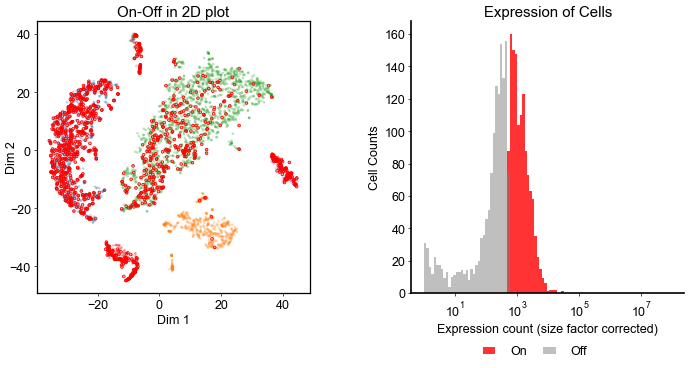 On-Off in 2D plot
40
20
0
−20
−40
Dim 2
−20 0 20 40
Dim 1
Expression of Cells
160
140
120
100
80
60
40
20
0
Cell Counts
10^1 10^3 10^5 10^7
Expression count (size factor corrected)
On Off